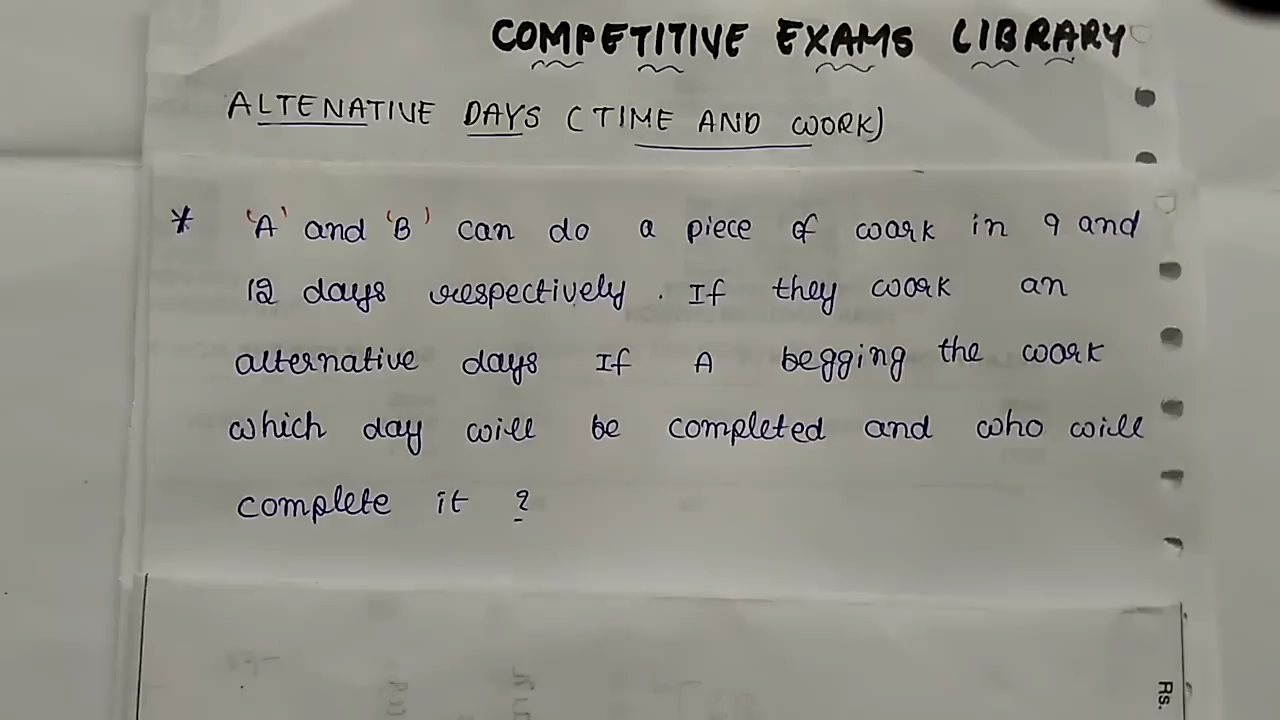 COMPETITIVE EXAMS LIBRARY
ALTENATIVE DAYS (TIME AND WORK)
* 'A' and 'B' can do a piece of work in 9 and
12 days respectively. If they work an
alternative days If A begging the work
which day will be completed and who will
complete it ?
Rs.